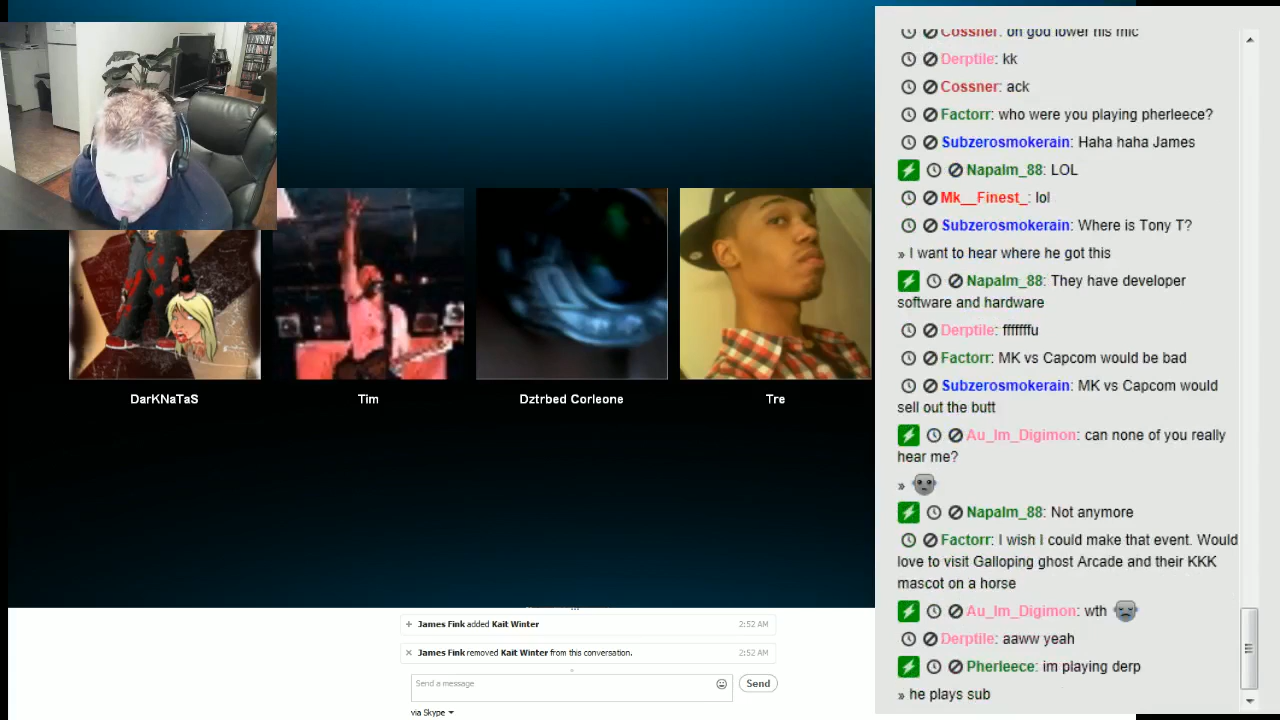 Cossner: oh god lower his mic
Derptile: kk
Cossner: ack
Factorr: who were you playing pherleece?
Subzerosmokerain: Haha haha James
Napalm_88: LOL
Mk__Finest_: lol
Subzerosmokerain: Where is Tony T?
» I want to hear where he got this
Napalm_88: They have developer
software and hardware
Derptile: fffffffu
Factorr: MK vs Capcom would be bad
Subzerosmokerain: MK vs Capcom would
sell out the butt
Au_Im_Digimon: can none of you really
hear me?
»
Napalm_88: Not anymore
Factorr: I wish I could make that event. Would
love to visit Galloping ghost Arcade and their KKK
mascot on a horse
Au_Im_Digimon: wth
Derptile: aaww yeah
Pherleece: im playing derp
» he plays sub
DarKNaTaS
Tim
Dztrbed Corleone
Tre
James Fink added Kait Winter 2:52 AM
James Fink removed Kait Winter from this conversation. 2:52 AM
Send a message
Send
via Skype